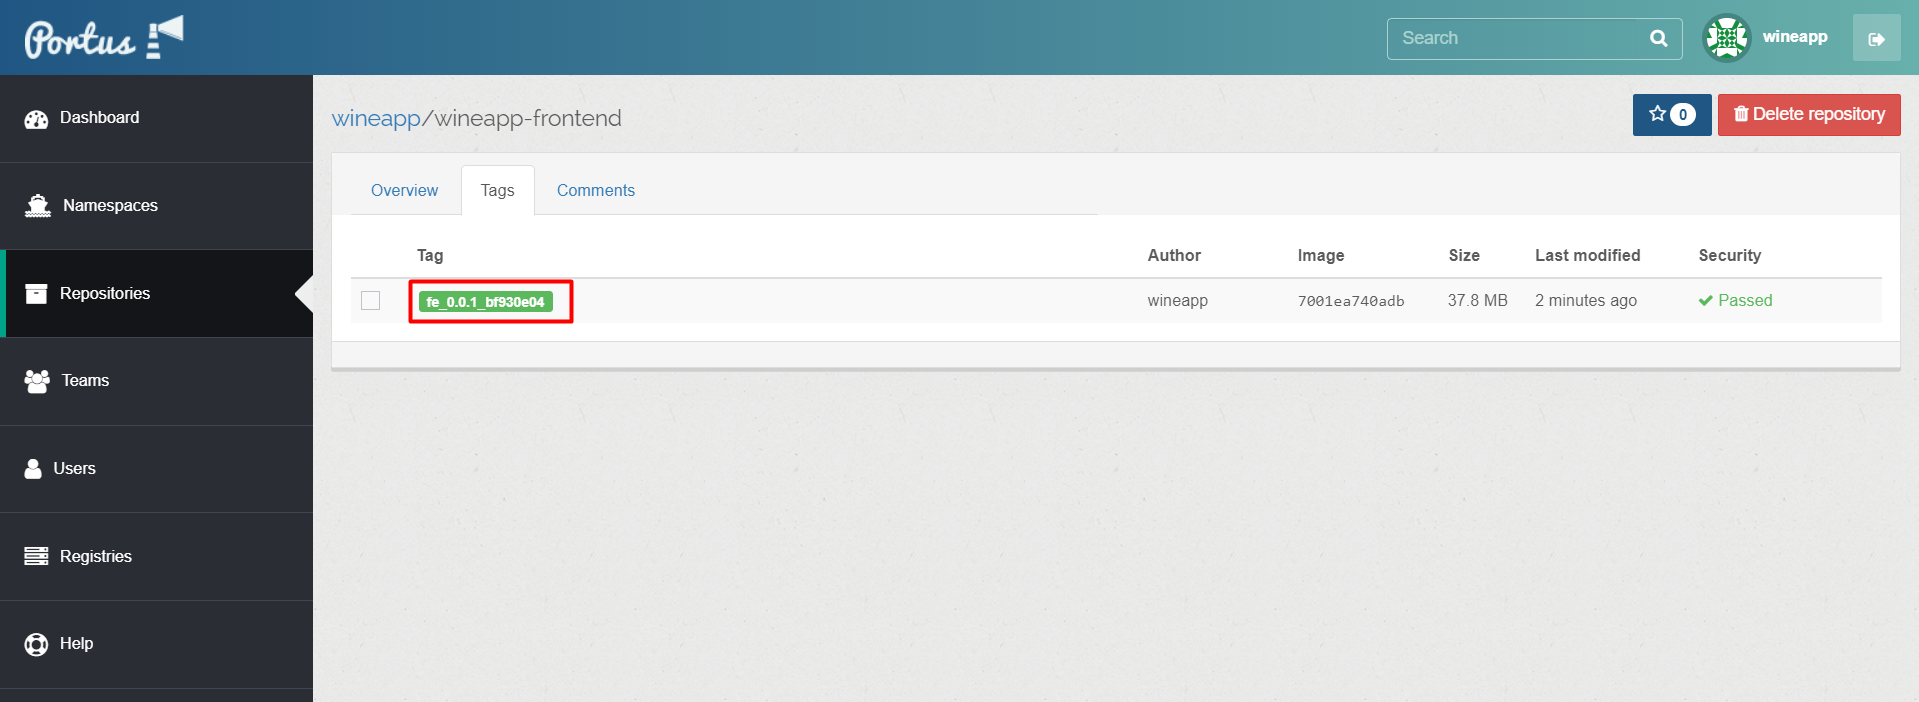 Portus
Search
wineapp
Dashboard
Namespaces
Repositories
Teams
Users
Registries
Help
wineapp/wineapp-frontend
0
Delete repository
Overview
Tags
Comments
Tag Author Image Size Last modified Security
fe_0.0.1_bf930e04 wineapp 7001ea740adb 37.8 MB 2 minutes ago Passed